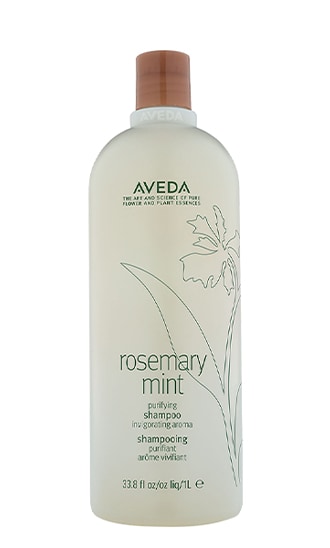 AVEDA
AVEDA
THE ART AND SCIENCE OF PURE
FLOWER AND PLANT ESSENCES
rosemary
mint
purifying
shampoo
invigorating aroma
shampooing
purifiant
arôme vivifiant
33.8 fl oz/oz liq/1L ℮